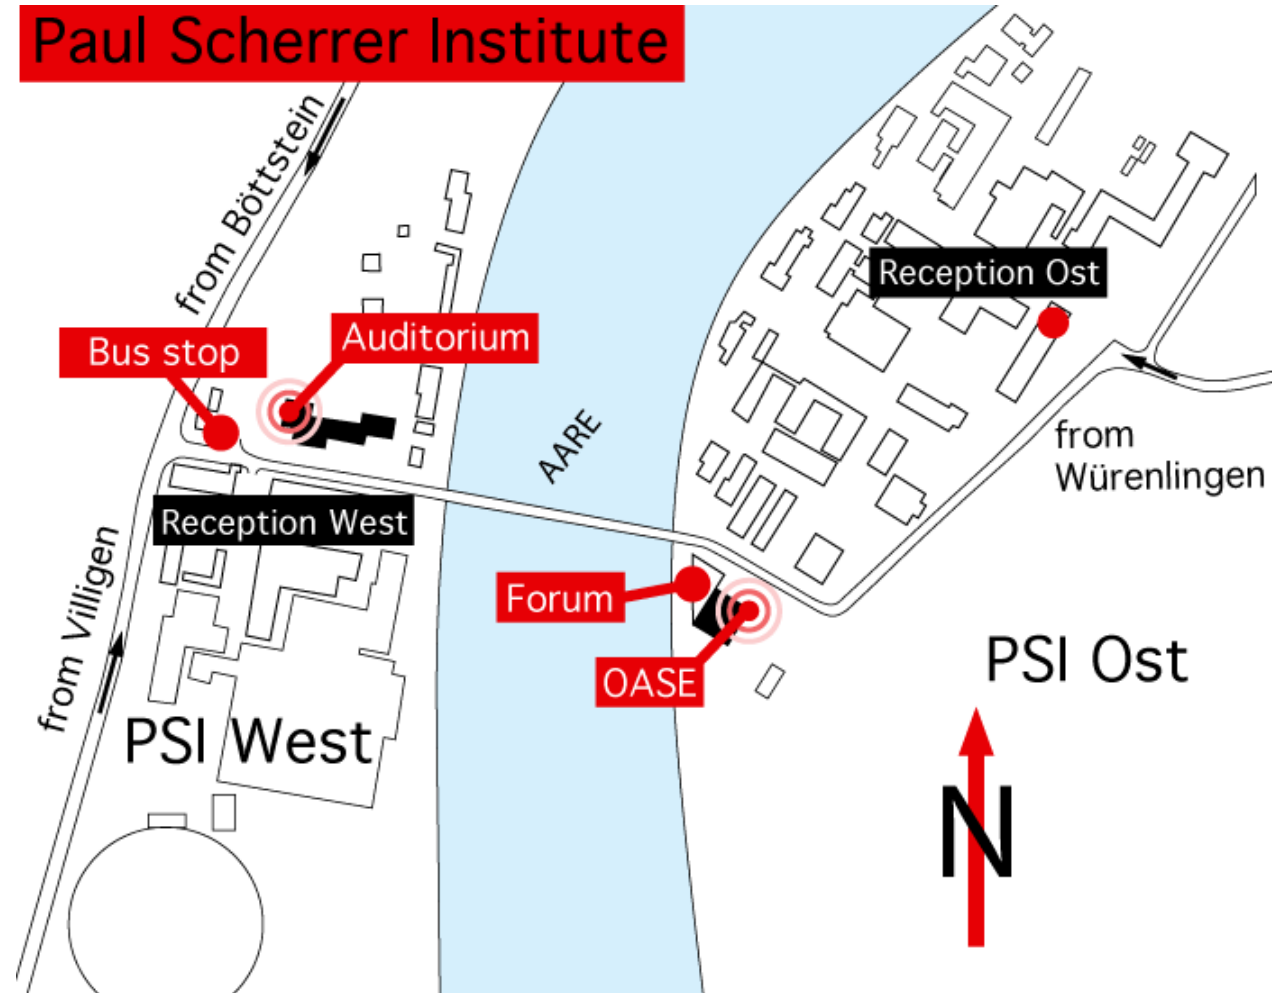 Paul Scherrer Institute
from Böttstein
Reception Ost
Bus stop
Auditorium
AARE
from
Würenlingen
Reception West
from Villigen
Forum
OASE
PSI Ost
PSI West
N